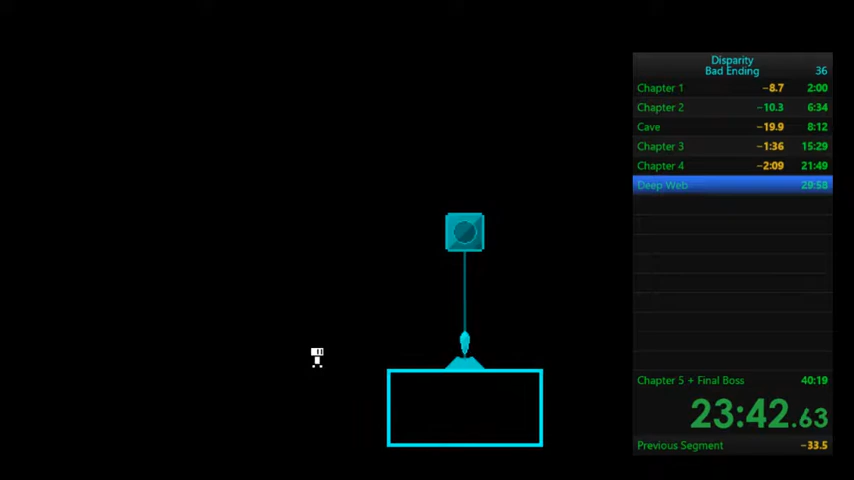 Disparity
Bad Ending 36
Chapter 1 -8.7 2:00
Chapter 2 -10.3 6:34
Cave -19.9 8:12
Chapter 3 -1:36 15:29
Chapter 4 -2:09 21:49
Deep Web 29:58
Chapter 5 + Final Boss 40:19
23:42.63
Previous Segment -33.5